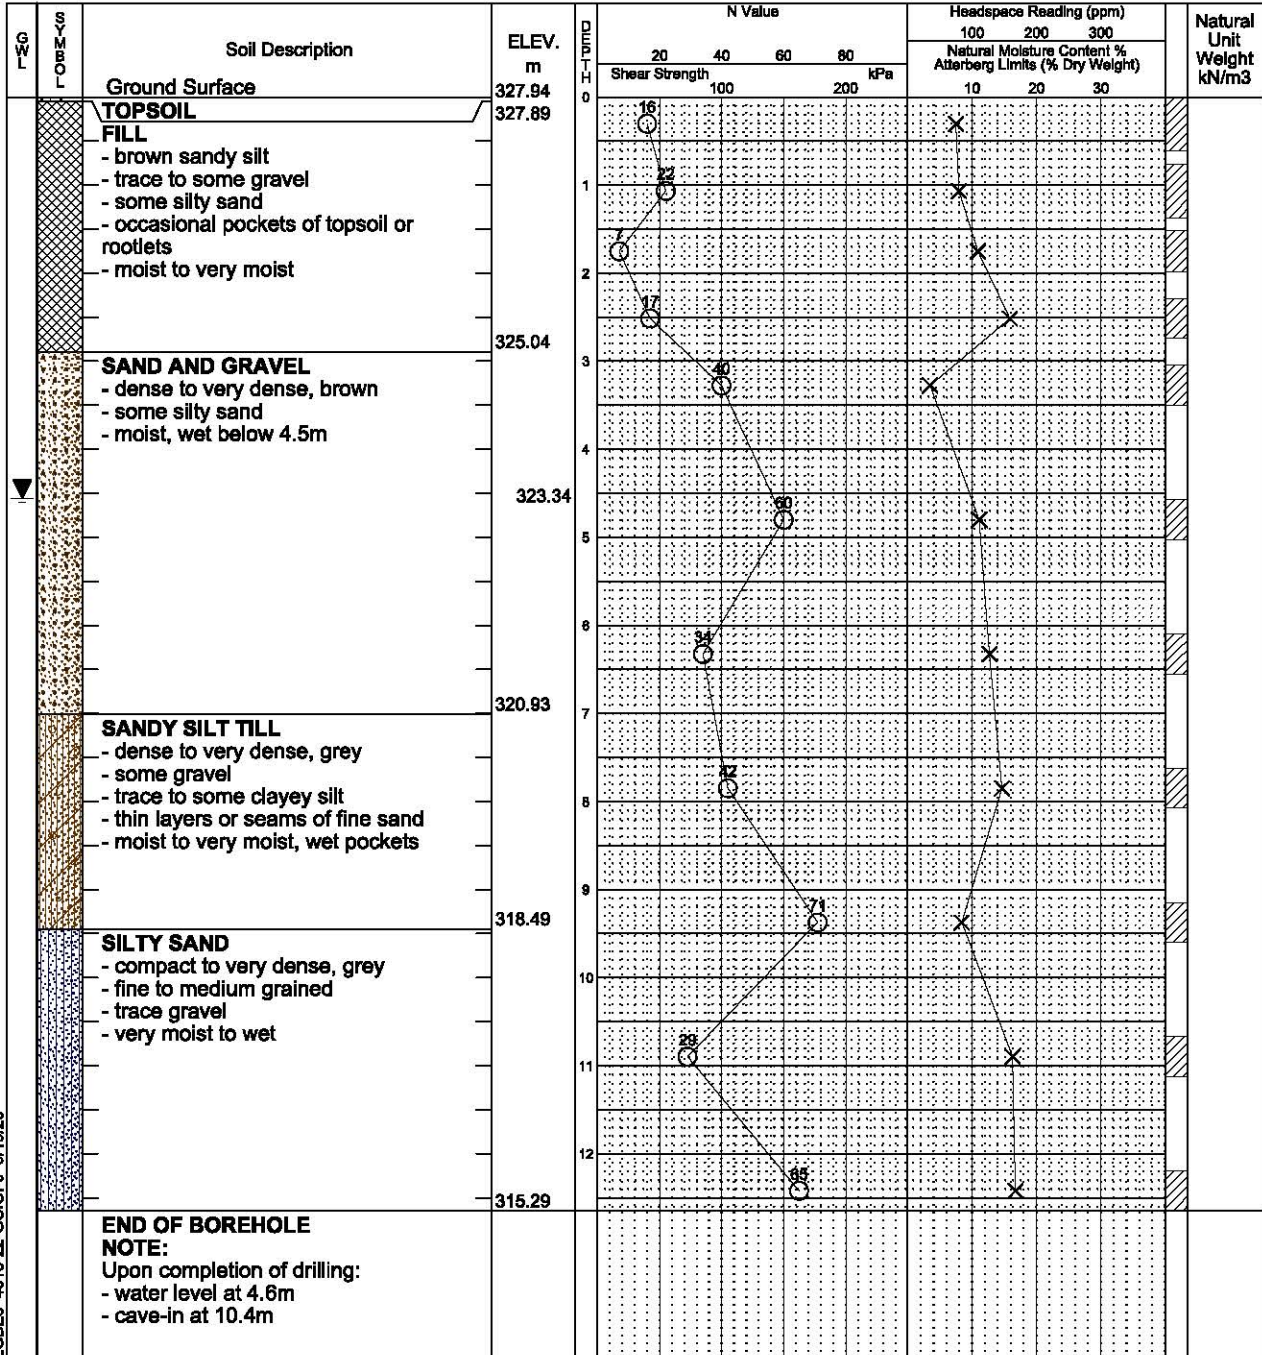 GWL
SYMBOL
Soil Description
ELEV.
m
DEPTH
N Value
20 40 60 80
Shear Strength kPa
100 200
Headspace Reading (ppm)
100 200 300
Natural Moisture Content %
Atterberg Limits (% Dry Weight)
10 20 30
Natural
Unit
Weight
kN/m3
Ground Surface
327.94
0
TOPSOIL
327.89
16
FILL
- brown sandy silt
- trace to some gravel
22
1
- some silty sand
- occasional pockets of topsoil or
rootlets
7
- moist to very moist
2
17
325.04
3
SAND AND GRAVEL
40
- dense to very dense, brown
- some silty sand
- moist, wet below 4.5m
4
323.34
60
5
6
34
320.93
7
SANDY SILT TILL
- dense to very dense, grey
- some gravel
42
- trace to some clayey silt
8
- thin layers or seams of fine sand
- moist to very moist, wet pockets
9
71
318.49
SILTY SAND
- compact to very dense, grey
- fine to medium grained
10
- trace gravel
- very moist to wet
29
11
12
65
315.29
END OF BOREHOLE
NOTE:
Upon completion of drilling:
- water level at 4.6m
- cave-in at 10.4m